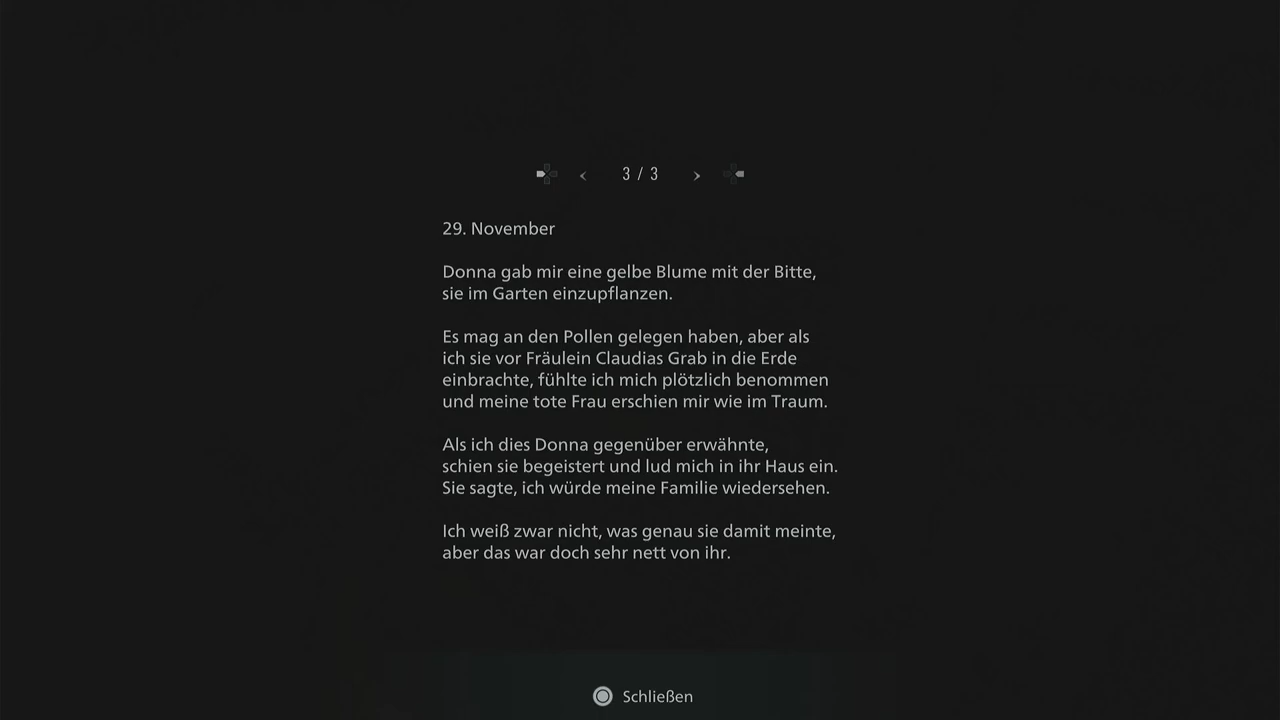 3 / 3
29. November
Donna gab mir eine gelbe Blume mit der Bitte,
sie im Garten einzupflanzen.
Es mag an den Pollen gelegen haben, aber als
ich sie vor Fräulein Claudias Grab in die Erde
einbrachte, fühlte ich mich plötzlich benommen
und meine tote Frau erschien mir wie im Traum.
Als ich dies Donna gegenüber erwähnte,
schien sie begeistert und lud mich in ihr Haus ein.
Sie sagte, ich würde meine Familie wiedersehen.
Ich weiß zwar nicht, was genau sie damit meinte,
aber das war doch sehr nett von ihr.
Schließen